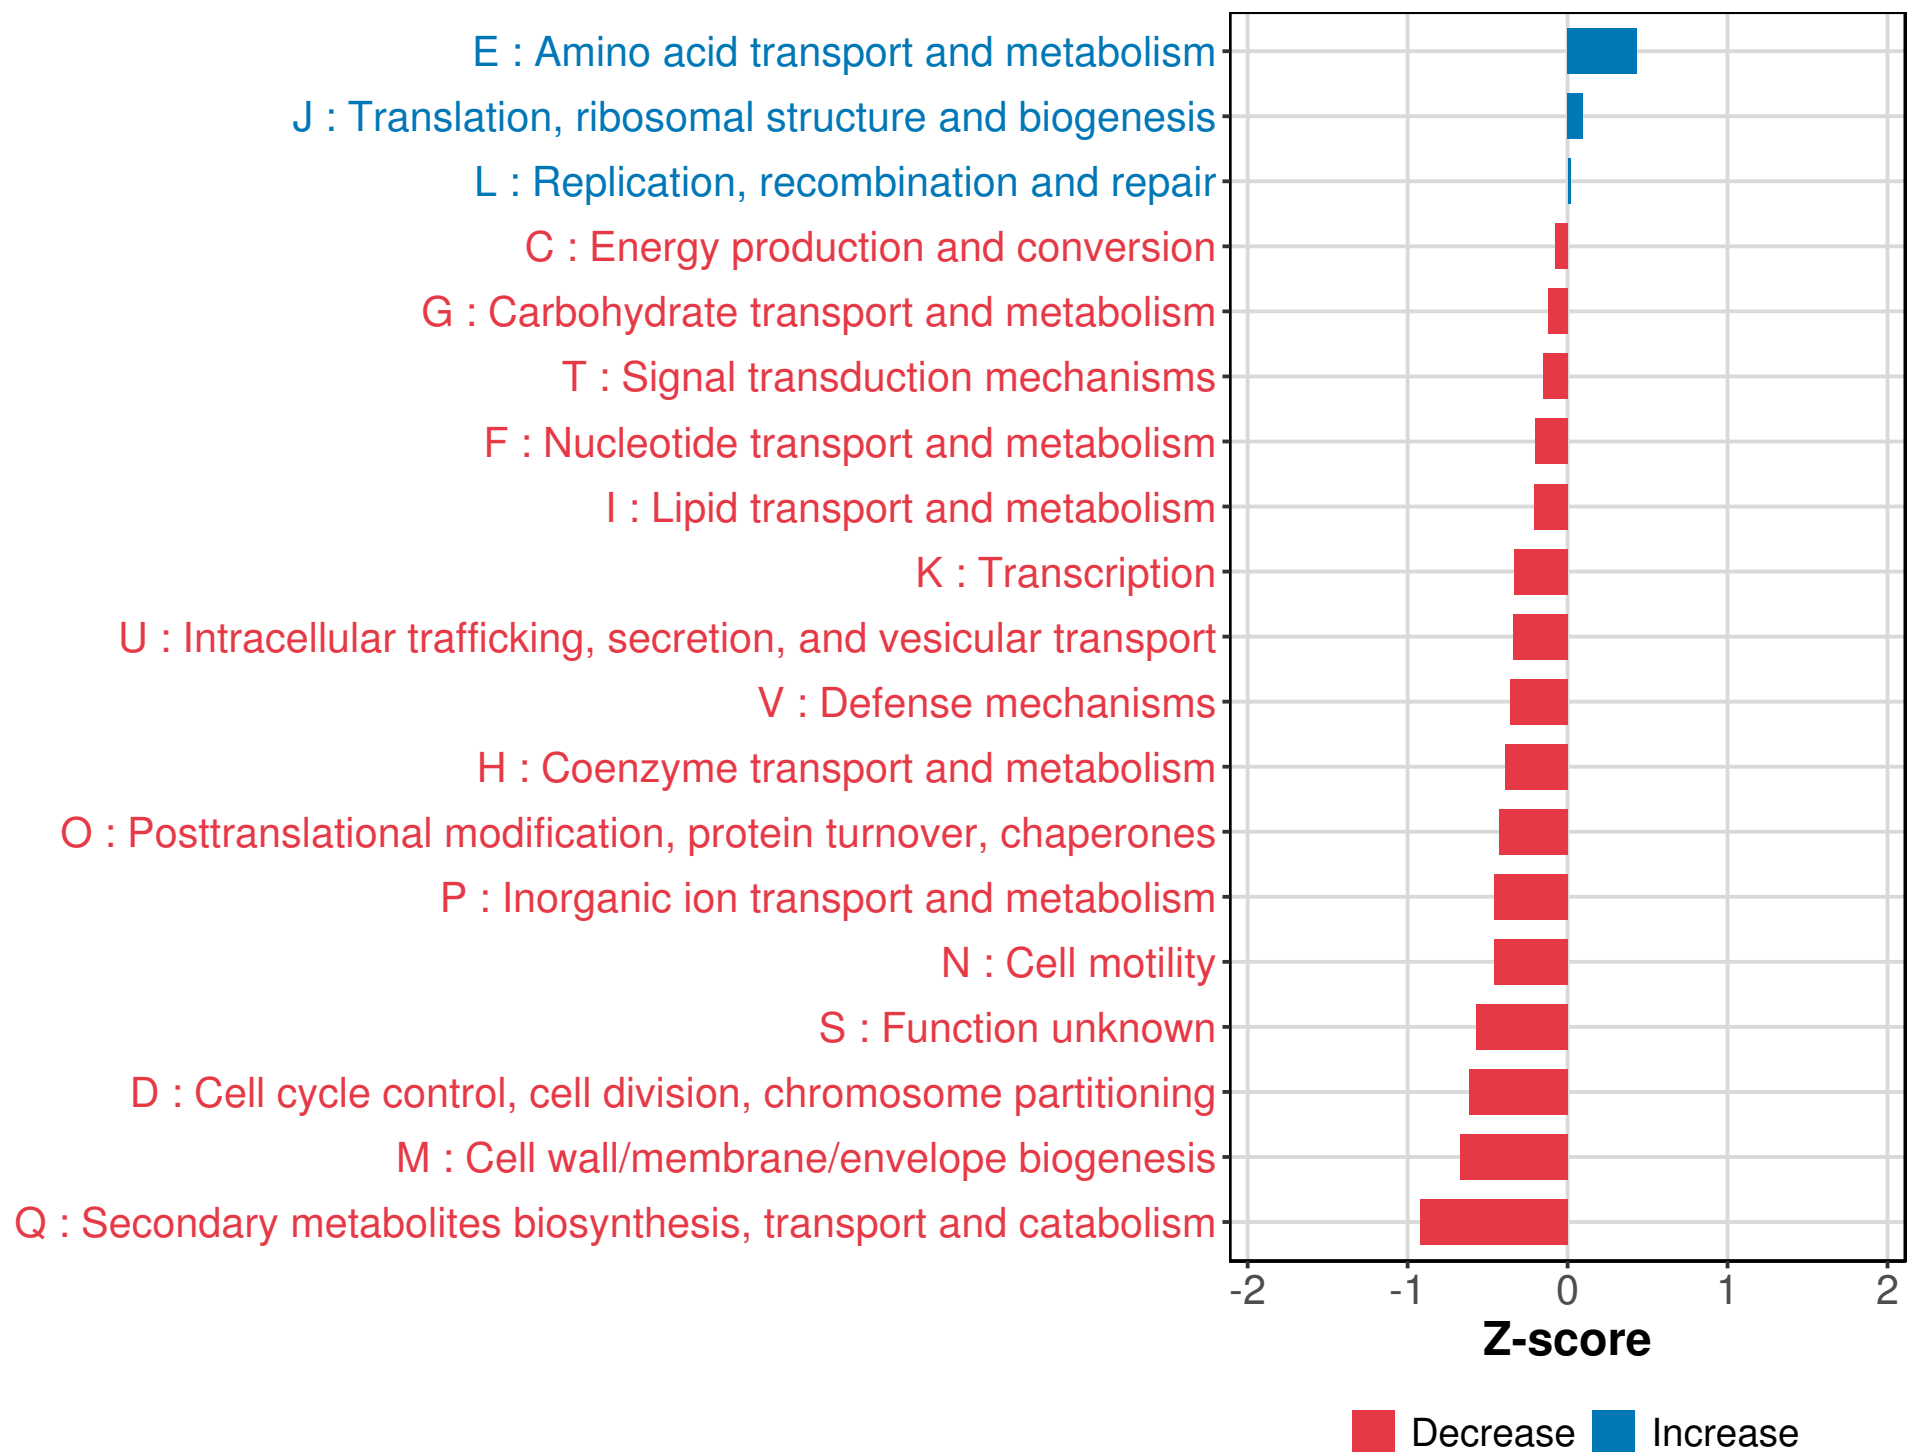 E : Amino acid transport and metabolism
J : Translation, ribosomal structure and biogenesis
L : Replication, recombination and repair
C : Energy production and conversion
G : Carbohydrate transport and metabolism
T : Signal transduction mechanisms
F : Nucleotide transport and metabolism
I : Lipid transport and metabolism
K : Transcription
U : Intracellular trafficking, secretion, and vesicular transport
V : Defense mechanisms
H : Coenzyme transport and metabolism
O : Posttranslational modification, protein turnover, chaperones
P : Inorganic ion transport and metabolism
N : Cell motility
S : Function unknown
D : Cell cycle control, cell division, chromosome partitioning
M : Cell wall/membrane/envelope biogenesis
Q : Secondary metabolites biosynthesis, transport and catabolism
-2 -1 0 1 2
Z-score
Decrease Increase